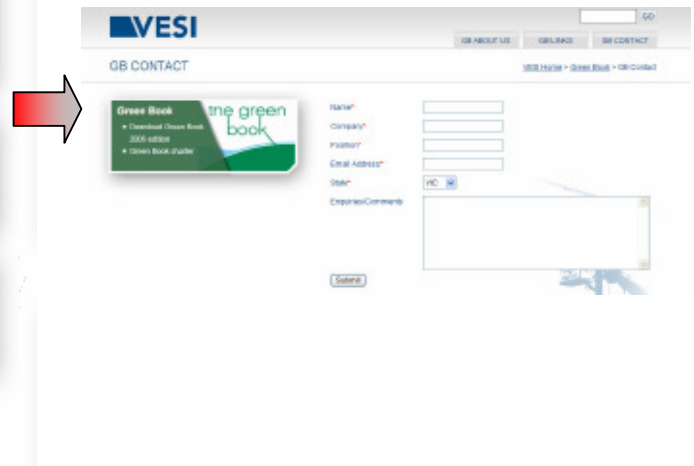 VESI
GO
GB ABOUT US GB LINKS GB CONTACT
GB CONTACT
VESI Home > Green Book > GB Contact
Green Book
• Download Green Book
2006 edition
• Green Book charter
the green
book
Name*
Company*
Position*
Email Address*
State*
VIC
Enquiries/Comments
Submit